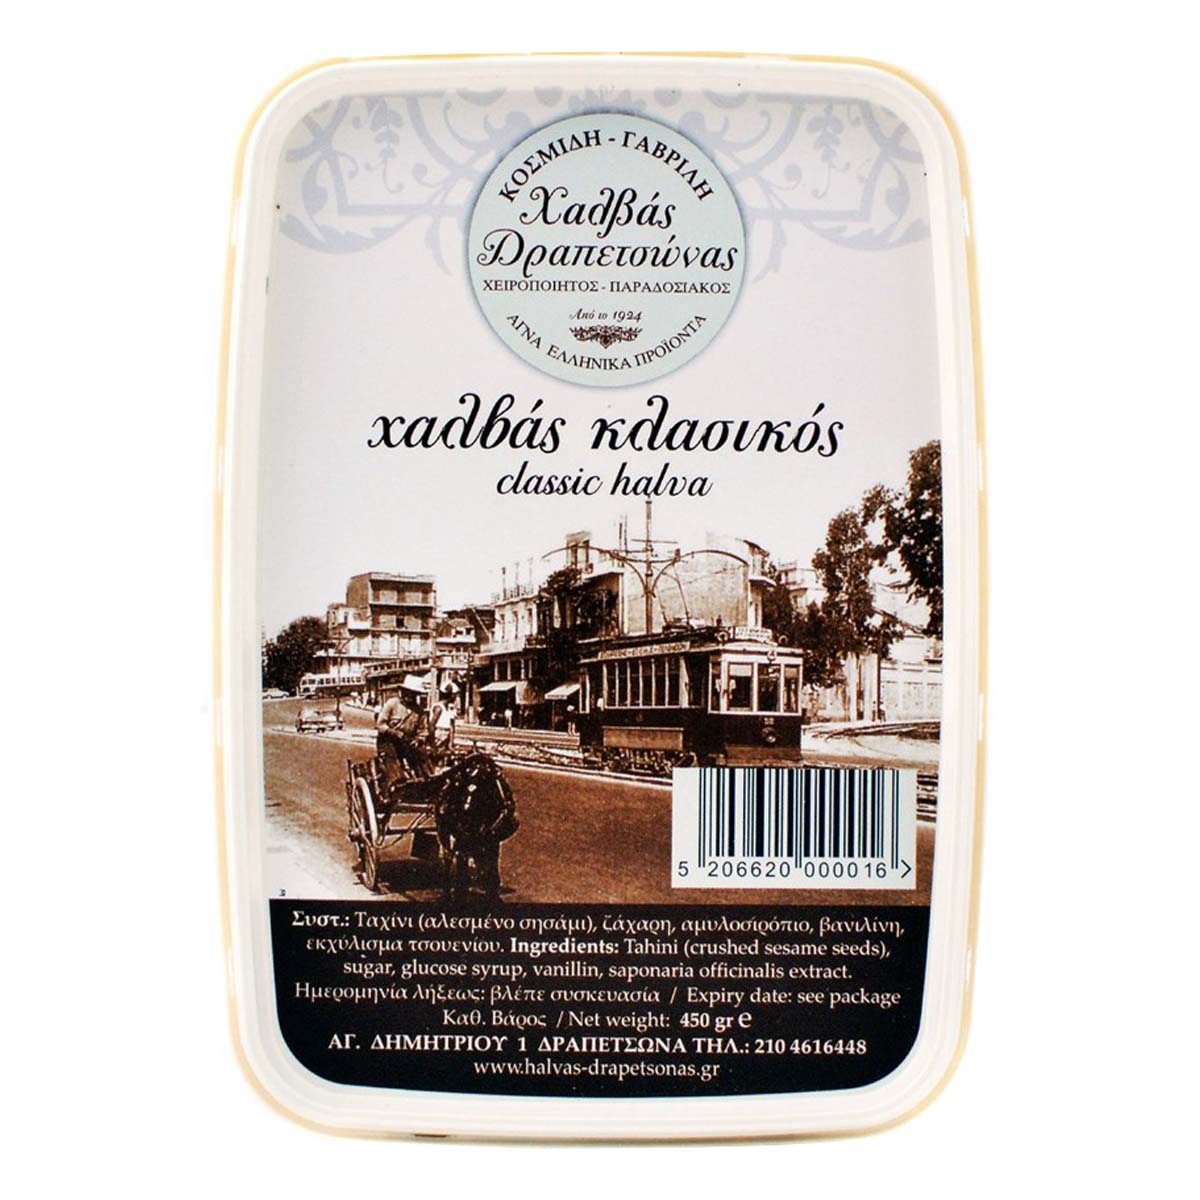 ΚΟΣΜΙΔΗ - ΓΑΒΡΙΛΗ
Χαλβάς
Δραπετσώνας
ΧΕΙΡΟΠΟΙΗΤΟΣ - ΠΑΡΑΔΟΣΙΑΚΟΣ
Από το 1924
ΑΓΝΑ ΕΛΛΗΝΙΚΑ ΠΡΟΪΟΝΤΑ
χαλβάς κλασικός
classic halva
5 206620 000016 >
Συστ.: Ταχίνι (αλεσμένο σησάμι), ζάχαρη, αμυλοσιρόπιο, βανιλίνη,
εκχύλισμα τσουενίου. Ingredients: Tahini (crushed sesame seeds),
sugar, glucose syrup, vanillin, saponaria officinalis extract.
Ημερομηνία λήξεως: βλέπε συσκευασία / Expiry date: see package
Καθ. Βάρος / Net weight: 450 gr e
ΑΓ. ΔΗΜΗΤΡΙΟΥ 1 ΔΡΑΠΕΤΣΩΝΑ ΤΗΛ.: 210 4616448
www.halvas-drapetsonas.gr